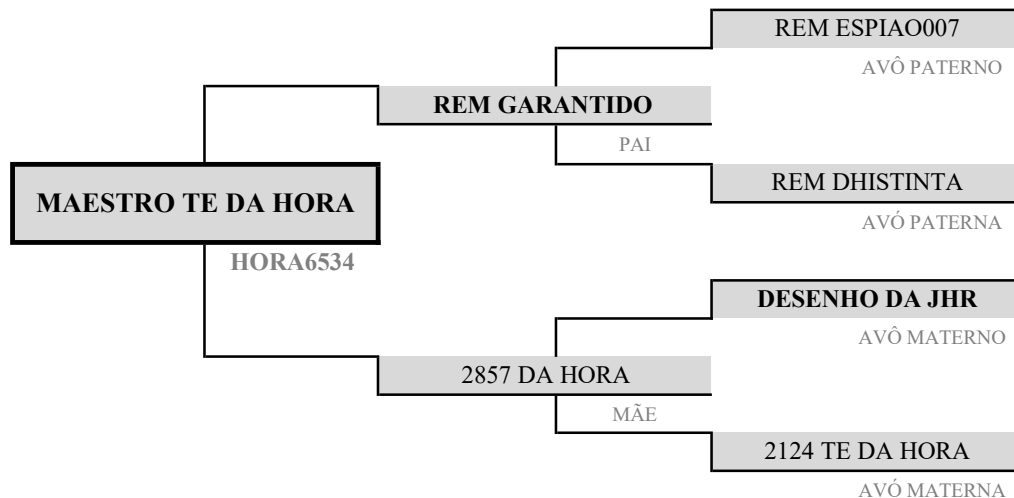 REM ESPIAO007
AVÔ PATERNO
REM GARANTIDO
PAI
REM DHISTINTA
AVÓ PATERNA
MAESTRO TE DA HORA
HORA6534
DESENHO DA JHR
AVÔ MATERNO
2857 DA HORA
MÃE
2124 TE DA HORA
AVÓ MATERNA